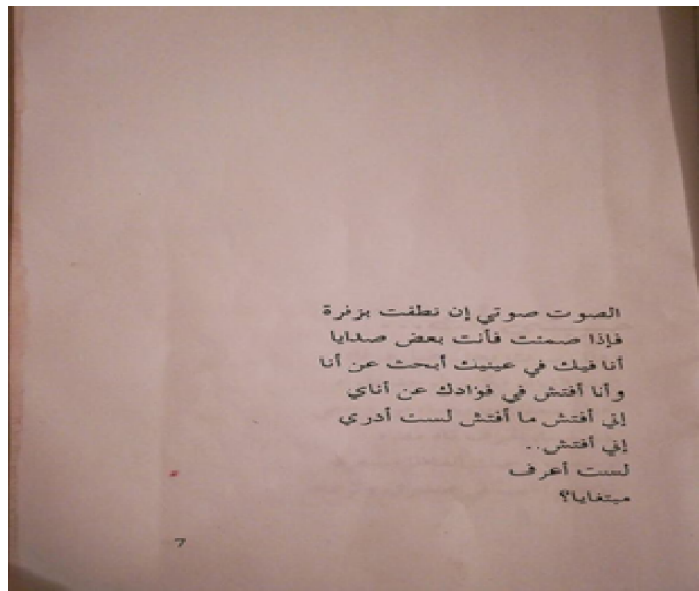 الصوت صوتي إن نطقت بزفرة
فإذا صمت فأنت بعض صدايا
أنا فيك في عينيك أبحث عن أنا
وأنا أفتش في فؤادك عن أناي
إني أفتش ما أفتش لست أدري
إني أفتش..
لست أعرف
مبتغايا؟
7